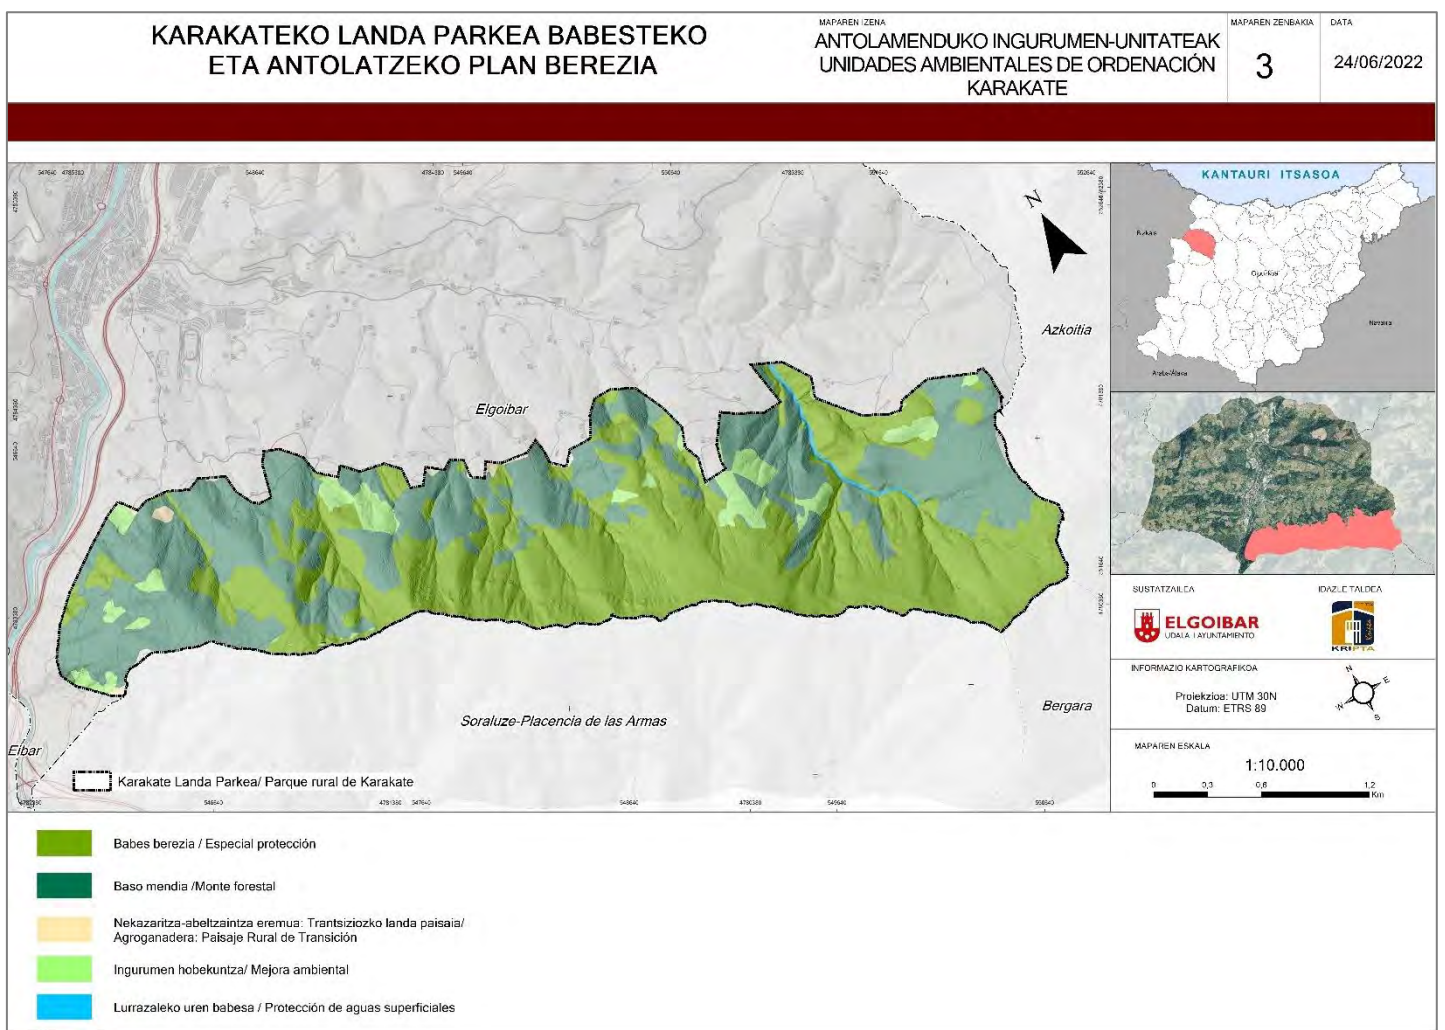 KARAKATEKO LANDA PARKEA BABESTEKO
ETA ANTOLATZEKO PLAN BEREZIA
MAPAREN IZENA
ANTOLAMENDUKO INGURUMEN-UNITATEAK
UNIDADES AMBIENTALES DE ORDENACIÓN
KARAKATE
MAPAREN ZENBAKIA
3
DATA
24/06/2022
N
Azkoitia
Elgoibar
Soraluze-Placencia de las Armas
Bergara
Eibar
Karakate Landa Parkea/ Parque rural de Karakate
KANTAURI ITSASOA
Bizkaia
Gipuzkoa
Navarra
Araba/Álava
SUSTATZAILEA
ELGOIBAR
UDALA | AYUNTAMIENTO
IDAZLE TALDEA
KRIPTA
INFORMAZIO KARTOGRAFIKOA
Proiekzioa: UTM 30N
Datum: ETRS 89
N
E
S
W
MAPAREN ESKALA
1:10.000
0 0,3 0,6 1,2
Km
Babes berezia / Especial protección
Baso mendia /Monte forestal
Nekazaritza-abeltzaintza eremua: Trantsiziozko landa paisaia/
Agroganadera: Paisaje Rural de Transición
Ingurumen hobekuntza/ Mejora ambiental
Lurrazaleko uren babesa / Protección de aguas superficiales